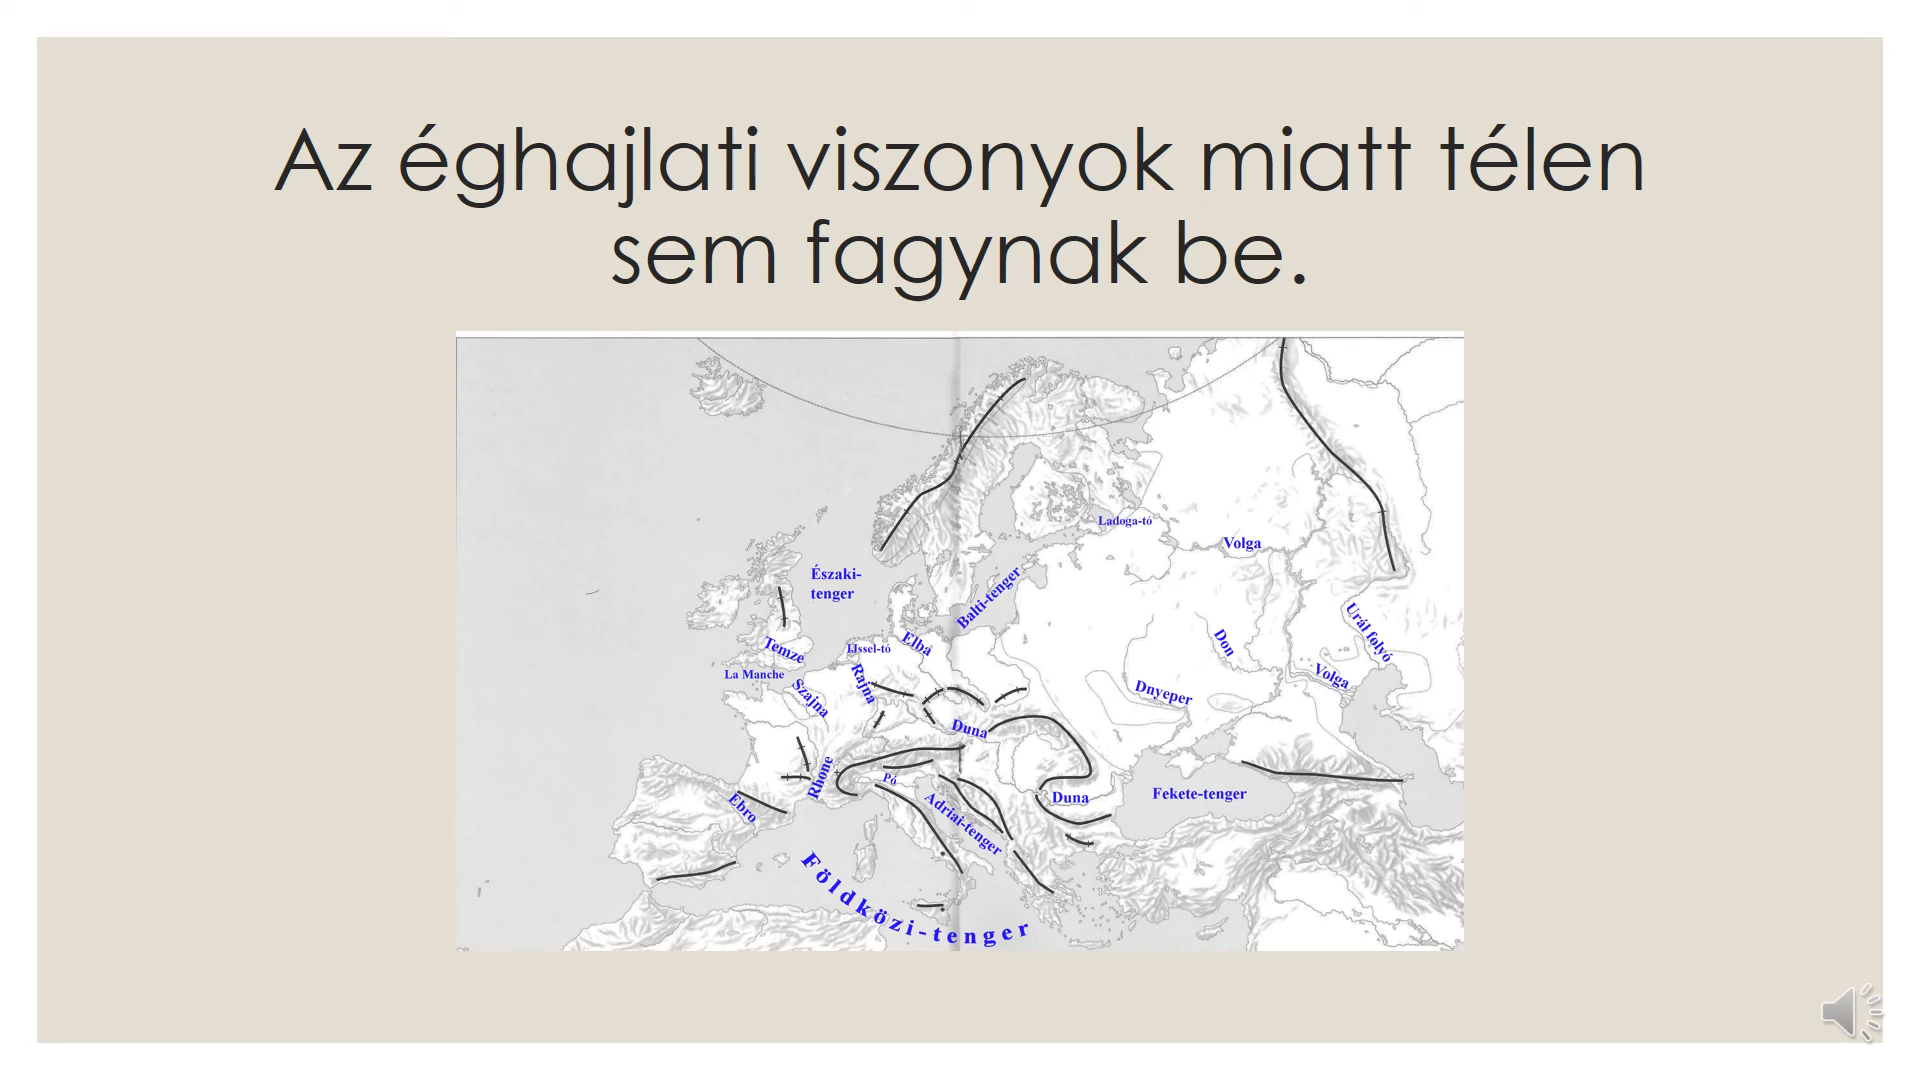 Az éghajlati viszonyok miatt télen
sem fagynak be.
Ladoga-tó
Volga
Északi-
tenger
Balti-tenger
Urál folyó
Temze
IJssel-tó
Elba
Don
La Manche
Rajna
Volga
Szajna
Dnyeper
Duna
Rhone
Pó
Ebro
Adriai-tenger
Duna
Fekete-tenger
Földközi-tenger